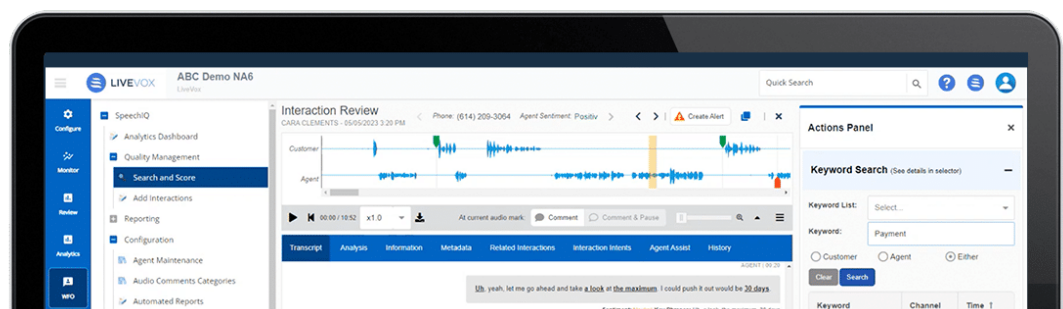 LIVEVOX
ABC Demo NA6
LiveVox
Quick Search
?
Configure
Monitor
Review
Analytics
WFO
SpeechIQ
Analytics Dashboard
Quality Management
Search and Score
Add Interactions
Reporting
Configuration
Agent Maintenance
Audio Comments Categories
Automated Reports
Interaction Review
CARA CLEMENTS - 05/05/2023 3:20 PM
Phone: (614) 209-3064 Agent Sentiment: Positiv
Create Alert
Customer
Agent
00:00 / 10:52 x1.0
At current audio mark: Comment Comment & Pause
Transcript Analysis Information Metadata Related Interactions Interaction Intents Agent Assist History
AGENT | 00:29
Uh, yeah, let me go ahead and take a look at the maximum. I could push it out would be 30 days.
Actions Panel
Keyword Search (See details in selector)
Keyword List: Select...
Keyword: Payment
Customer Agent Either
Clear Search
Keyword Channel Time